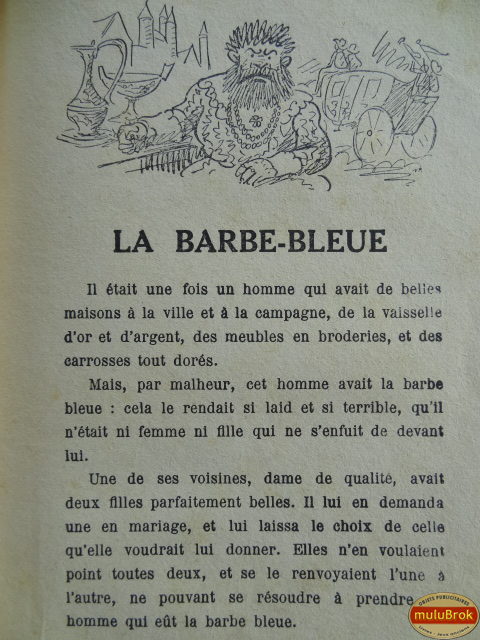 LA BARBE-BLEUE
Il était une fois un homme qui avait de belles
maisons à la ville et à la campagne, de la vaisselle
d'or et d'argent, des meubles en broderies, et des
carrosses tout dorés.
Mais, par malheur, cet homme avait la barbe
bleue : cela le rendait si laid et si terrible, qu'il
n'était ni femme ni fille qui ne s'enfuit de devant
lui.
Une de ses voisines, dame de qualité, avait
deux filles parfaitement belles. Il lui en demanda
une en mariage, et lui laissa le choix de celle
qu'elle voudrait lui donner. Elles n'en voulaient
point toutes deux, et se le renvoyaient l'une à
l'autre, ne pouvant se résoudre à prendre
homme qui eût la barbe bleue.
OBJETS PUBLICITAIRES
muluBrok